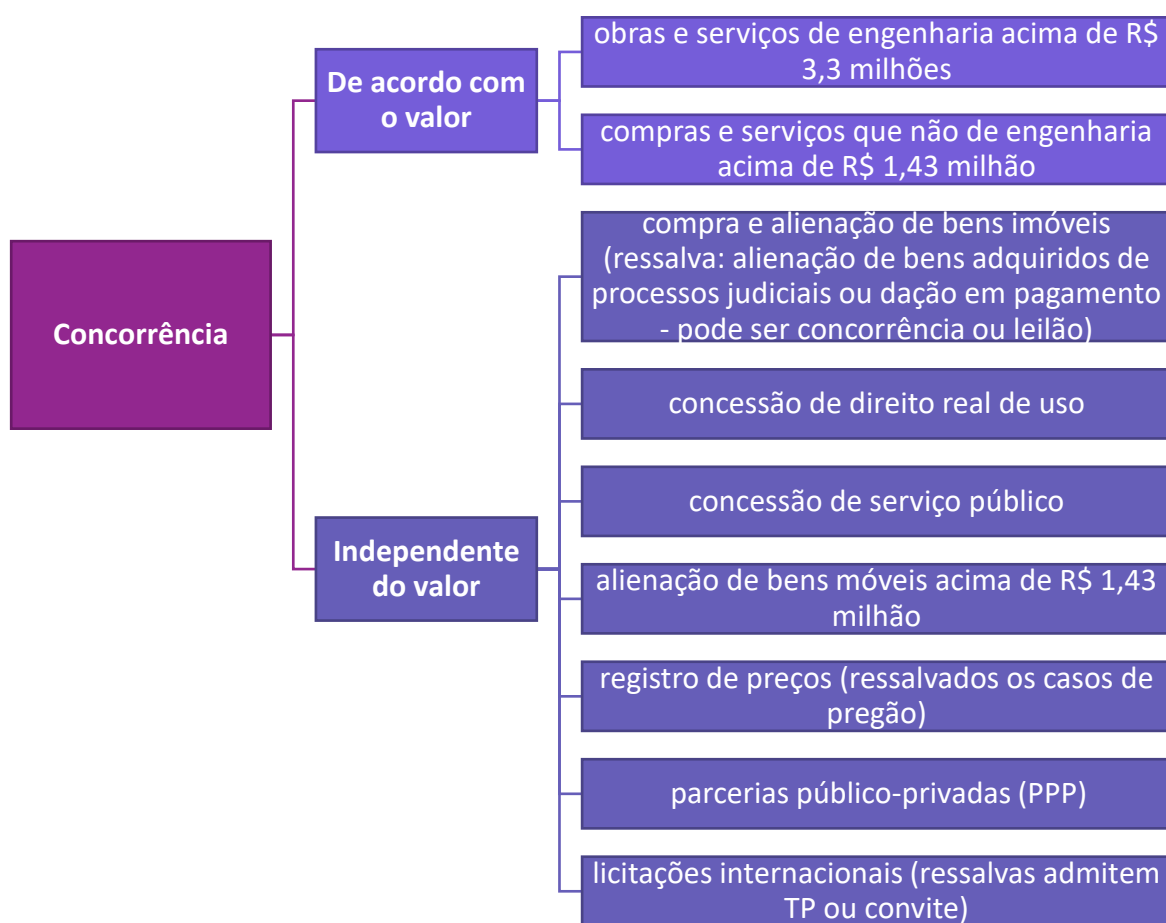 Concorrência
De acordo com
o valor
obras e serviços de engenharia acima de R$
3,3 milhões
compras e serviços que não de engenharia
acima de R$ 1,43 milhão
Independente
do valor
compra e alienação de bens imóveis
(ressalva: alienação de bens adquiridos de
processos judiciais ou dação em pagamento
- pode ser concorrência ou leilão)
concessão de direito real de uso
concessão de serviço público
alienação de bens móveis acima de R$ 1,43
milhão
registro de preços (ressalvados os casos de
pregão)
parcerias público-privadas (PPP)
licitações internacionais (ressalvas admitem
TP ou convite)